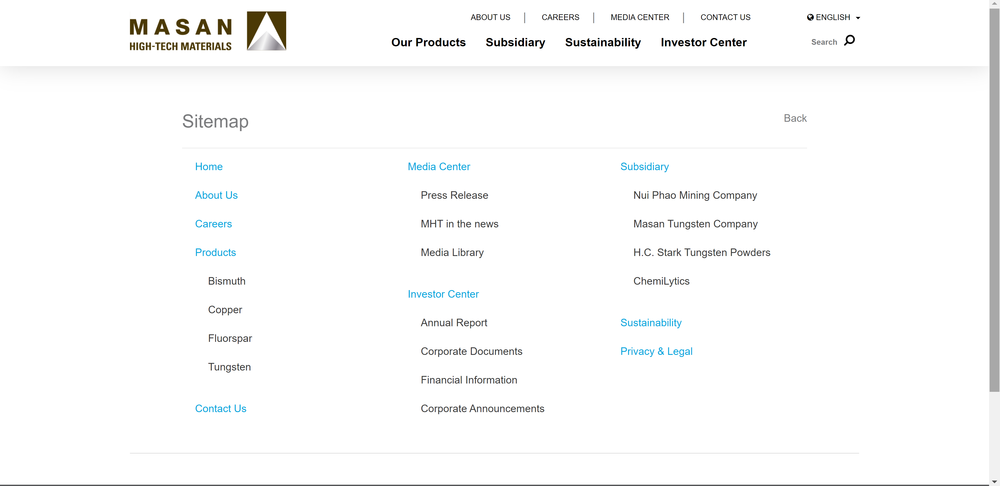 MASAN
HIGH-TECH MATERIALS
ABOUT US
CAREERS
MEDIA CENTER
CONTACT US
ENGLISH
Our Products
Subsidiary
Sustainability
Investor Center
Search
Sitemap
Back
Home
About Us
Careers
Products
Bismuth
Copper
Fluorspar
Tungsten
Contact Us
Media Center
Press Release
MHT in the news
Media Library
Investor Center
Annual Report
Corporate Documents
Financial Information
Corporate Announcements
Subsidiary
Nui Phao Mining Company
Masan Tungsten Company
H.C. Stark Tungsten Powders
ChemiLytics
Sustainability
Privacy & Legal